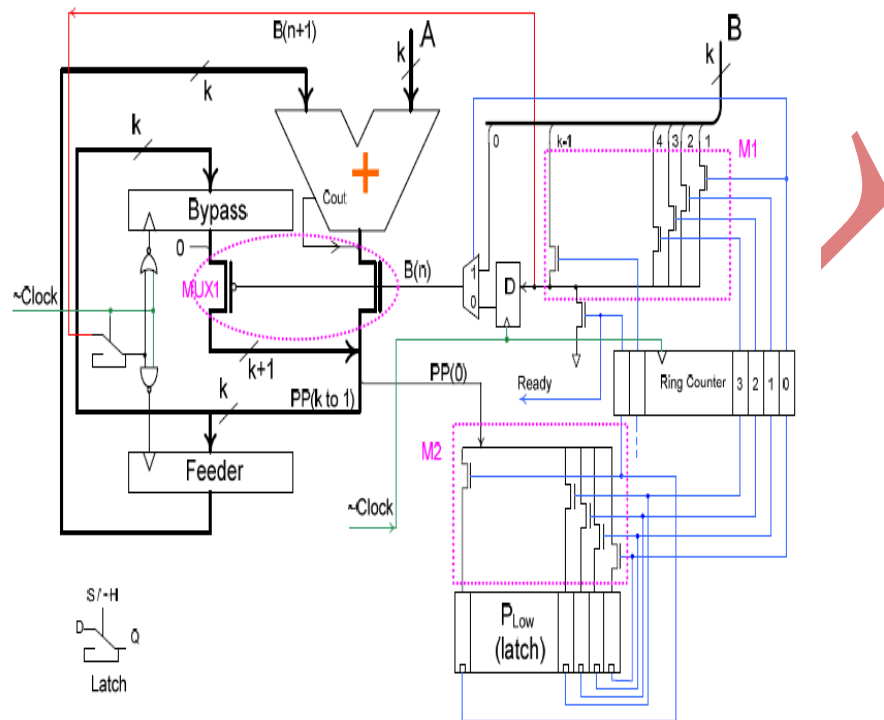 B(n+1)
A
B
k
k
k
k
0
k-1
4
3
2
1
M1
+
Cout
Bypass
0
MUX1
B(n)
1
0
D
~Clock
k+1
k
PP(k to 1)
PP(0)
Ready
Ring Counter
3
2
1
0
M2
Feeder
~Clock
S/~H
D
Q
Latch
PLow
(latch)